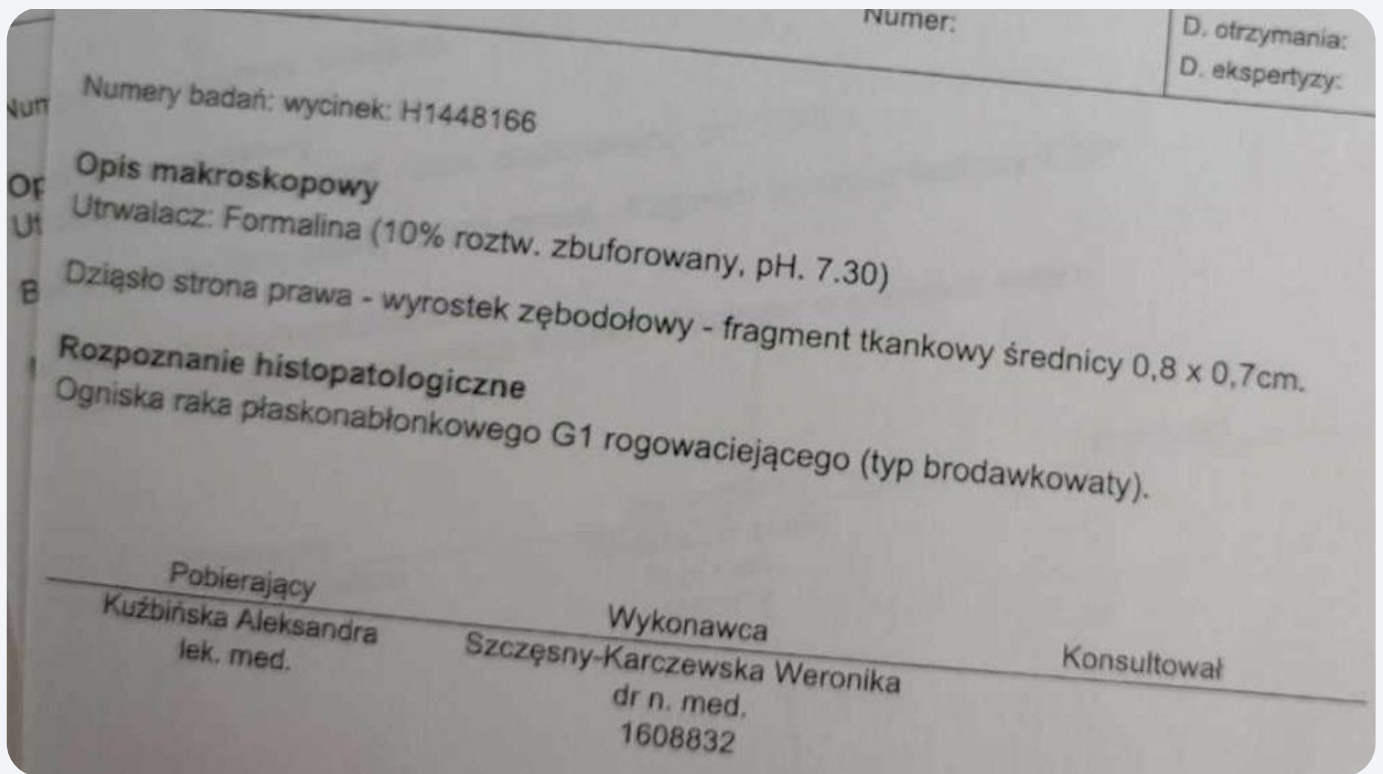 Numer:
D. otrzymania:
D. ekspertyzy:
Numery badań: wycinek: H1448166
Opis makroskopowy
Utrwalacz: Formalina (10% roztw. zbuforowany, pH. 7.30)
Dziąsło strona prawa - wyrostek zębodołowy - fragment tkankowy średnicy 0,8 x 0,7cm.
Rozpoznanie histopatologiczne
Ogniska raka płaskonabłonkowego G1 rogowaciejącego (typ brodawkowaty).
Pobierający
Kuźbińska Aleksandra
lek. med.
Wykonawca
Szczęsny-Karczewska Weronika
dr n. med.
1608832
Konsultował